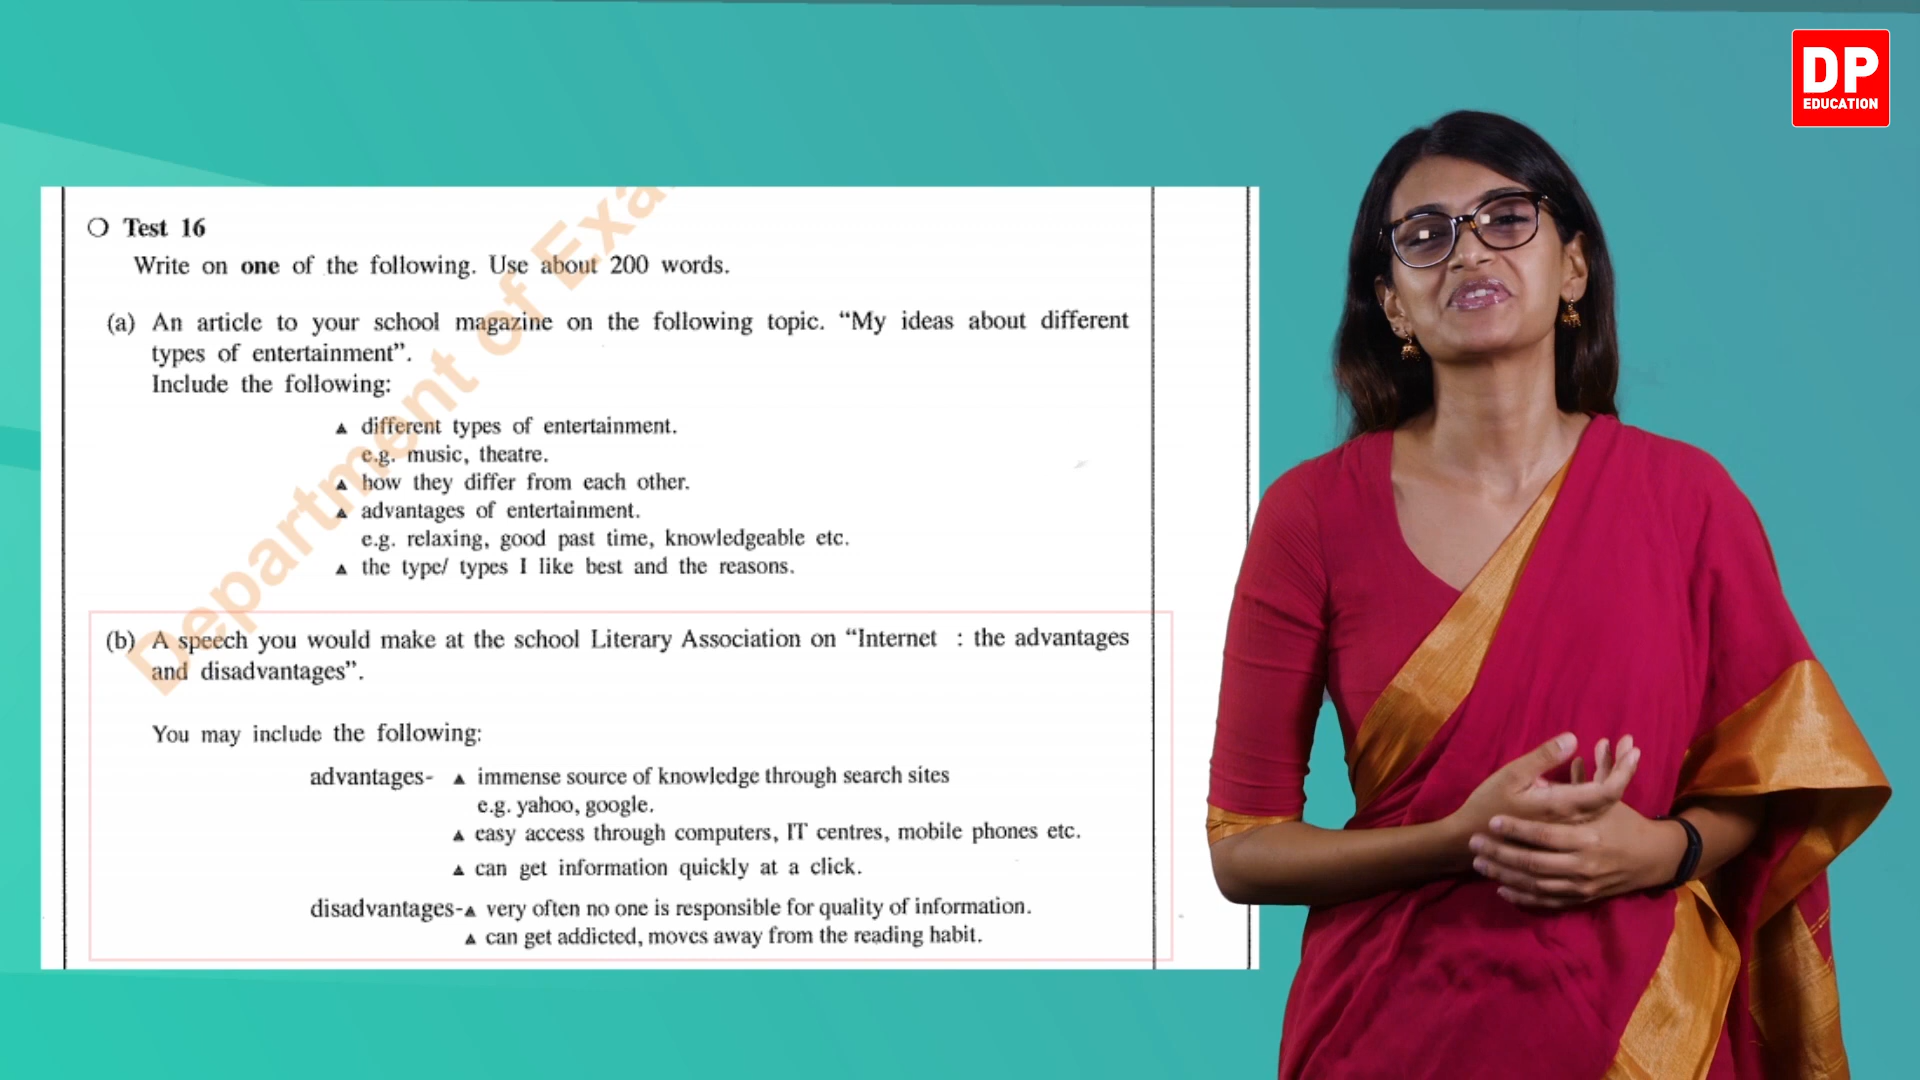 DP
EDUCATION
Test 16
Write on one of the following. Use about 200 words.
(a) An article to your school magazine on the following topic. “My ideas about different
types of entertainment”.
Include the following:
▲ different types of entertainment.
e.g. music, theatre.
▲ how they differ from each other.
▲ advantages of entertainment.
e.g. relaxing, good past time, knowledgeable etc.
▲ the type/ types I like best and the reasons.
(b) A speech you would make at the school Literary Association on “Internet : the advantages
and disadvantages”.
You may include the following:
advantages- ▲ immense source of knowledge through search sites
e.g. yahoo, google.
▲ easy access through computers, IT centres, mobile phones etc.
▲ can get information quickly at a click.
disadvantages-▲ very often no one is responsible for quality of information.
▲ can get addicted, moves away from the reading habit.
Department of Exa